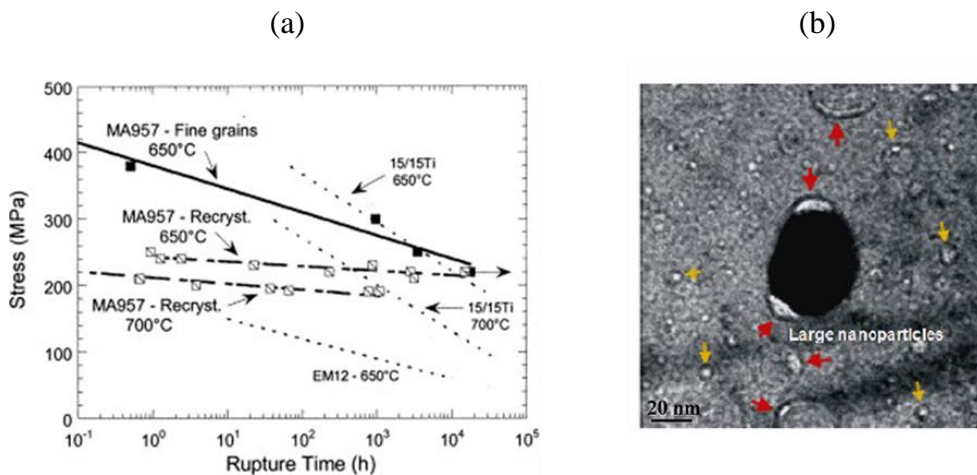 (a)
(b)
500
400
300
200
100
0
Stress (MPa)
MA957 - Fine grains
650°C
15/15Ti
650°C
MA957 - Recryst.
650°C
MA957 - Recryst.
700°C
15/15Ti
700°C
EM12 - 650°C
10⁻¹ 10⁰ 10¹ 10² 10³ 10⁴ 10⁵
Rupture Time (h)
Large nanoparticles
20 nm